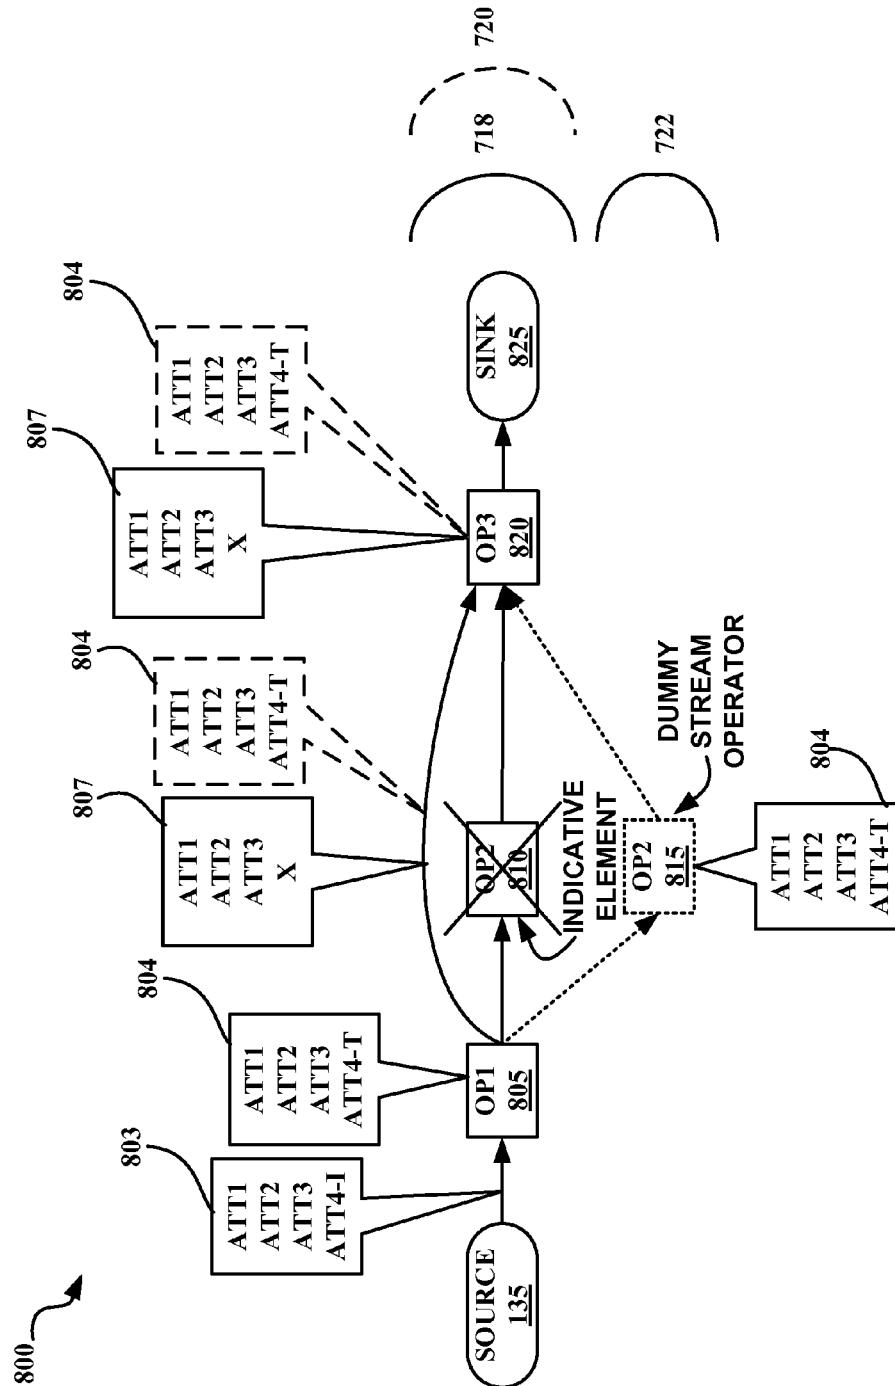 800
803
ATT1
ATT2
ATT3
ATT4-I
804
ATT1
ATT2
ATT3
ATT4-T
807
ATT1
ATT2
ATT3
X
804
ATT1
ATT2
ATT3
ATT4-T
807
ATT1
ATT2
ATT3
X
804
ATT1
ATT2
ATT3
ATT4-T
SOURCE
135
OP1
805
OP2
810
INDICATIVE
ELEMENT
OP3
820
SINK
825
718
720
722
OP2
815
DUMMY
STREAM
OPERATOR
804
ATT1
ATT2
ATT3
ATT4-T